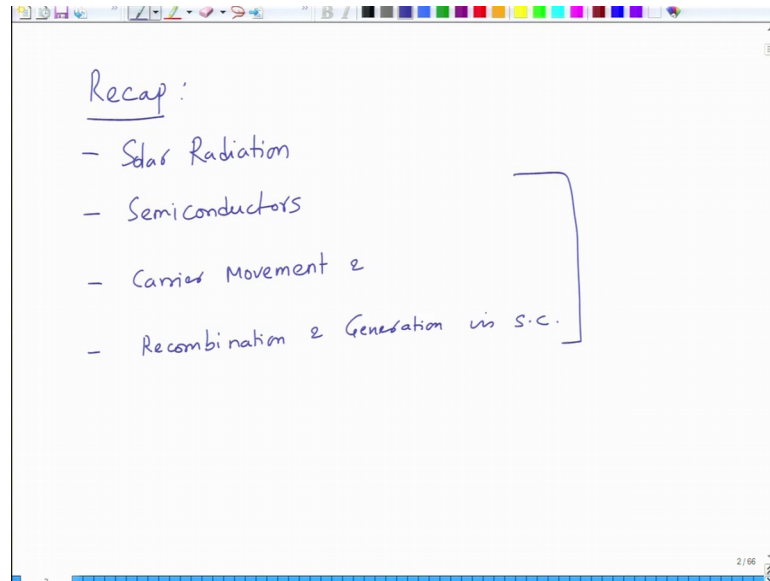 Recap :
- Solar Radiation
- Semiconductors
- Carrier Movement &
- Recombination & Generation in s.c.
2 / 66